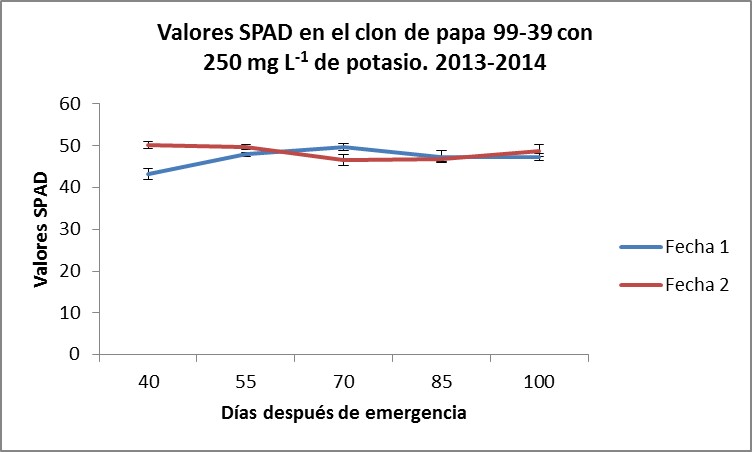 Valores SPAD en el clon de papa 99-39 con
250 mg L-1 de potasio. 2013-2014
60
50
40
30
20
10
0
Valores SPAD
40 55 70 85 100
Días después de emergencia
Fecha 1
Fecha 2